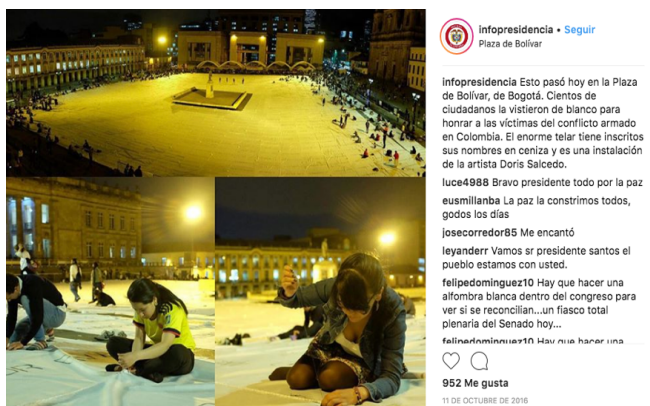 infopresidencia • Seguir
Plaza de Bolívar
infopresidencia Esto pasó hoy en la Plaza
de Bolívar, de Bogotá. Cientos de
ciudadanos la vistieron de blanco para
honrar a las víctimas del conflicto armado
en Colombia. El enorme telar tiene inscritos
sus nombres en ceniza y es una instalación
de la artista Doris Salcedo.
luce4988 Bravo presidente todo por la paz
eusmillanba La paz la constrimos todos,
godos los días
josecorredor85 Me encantó
leyanderr Vamos sr presidente santos el
pueblo estamos con usted.
felipedominguez10 Hay que hacer una
alfombra blanca dentro del congreso para
ver si se reconcilian...un fiasco total
plenaria del Senado hoy...
felipedominguez10 Hay que hacer una
952 Me gusta
11 DE OCTUBRE DE 2016